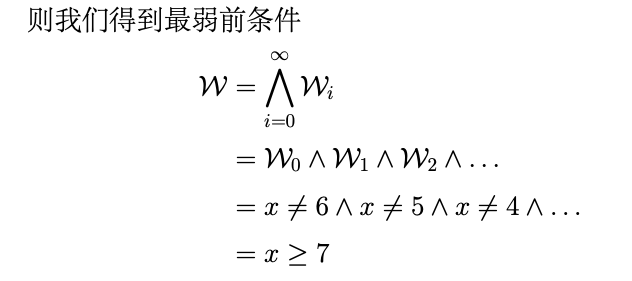 则我们得到最弱前条件
𝒲 = ⋀_{i=0}^{∞} 𝒲_i
= 𝒲_0 ∧ 𝒲_1 ∧ 𝒲_2 ∧ ...
= x ≠ 6 ∧ x ≠ 5 ∧ x ≠ 4 ∧ ...
= x ≥ 7